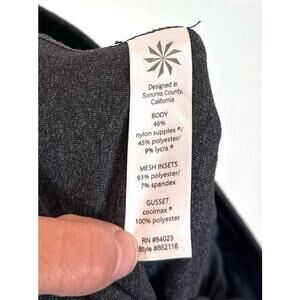 Designed in
Sonoma County,
California
BODY
46%
nylon supplex®/
45% polyester/
9% lycra®
MESH INSETS
93% polyester/
7% spandex
GUSSET
coolmax®
100% polyester
RN #54023
Style #662116